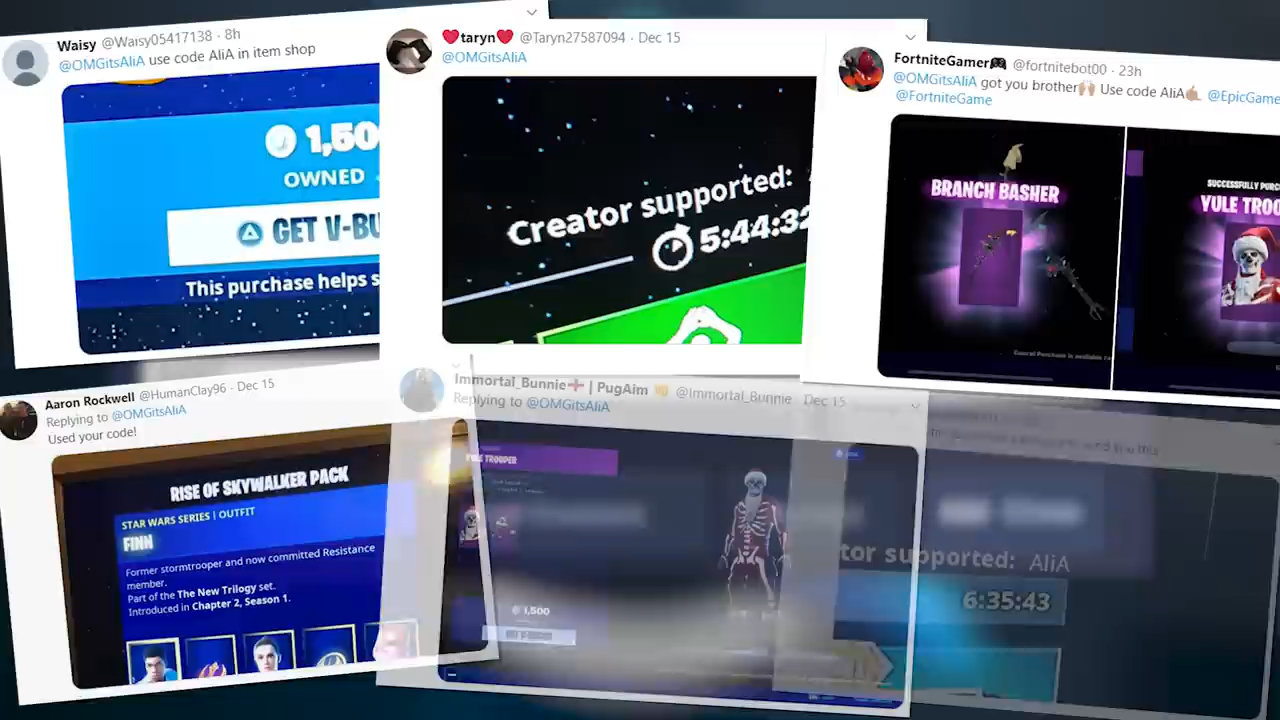 Waisy @Waisy05417138 · 8h
@OMGitsAliA use code AliA in item shop
1,50
OWNED
GET V-BU
This purchase helps s
❤️taryn❤️ @Taryn27587094 · Dec 15
@OMGitsAliA
Creator supported:
5:44:32
FortniteGamer🎮 @fortnitebot00 · 23h
@OMGitsAliA got you brother🙌🏼 Use code AliA🤙🏼 @EpicGame
@FortniteGame
BRANCH BASHER
SUCCESSFULLY PURC
YULE TROO
Aaron Rockwell @HumanClay96 · Dec 15
Replying to @OMGitsAliA
Used your code!
RISE OF SKYWALKER PACK
STAR WARS SERIES | OUTFIT
FINN
Former stormtrooper and now committed Resistance
member.
Part of the The New Trilogy set.
Introduced in Chapter 2, Season 1.
Immortal_Bunnie | PugAim @Immortal_Bunnie Dec 15
Replying to @OMGitsAliA
YULE TROOPER
1,500
tor supported: AliA
6:35:43